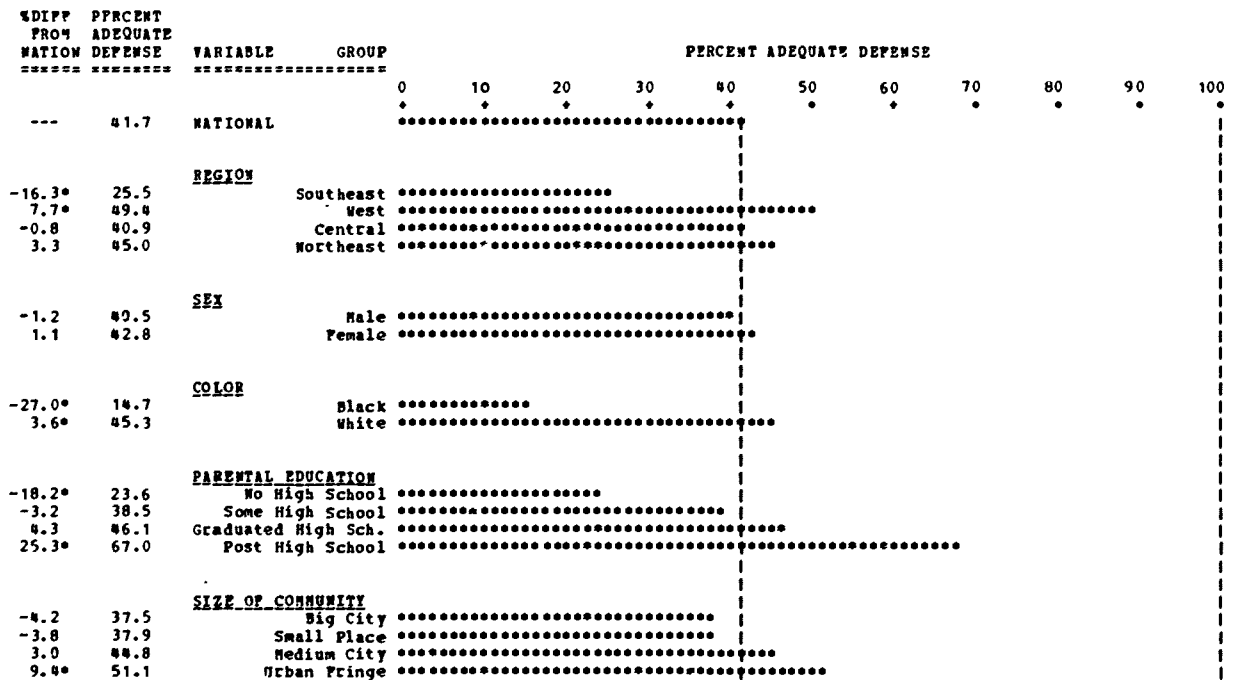 %DIFF PERCENT
FROM ADEQUATE
NATION DEFENSE VARIABLE GROUP PERCENT ADEQUATE DEFENSE
====== ======== ===================
0 10 20 30 40 50 60 70 80 90 100
--- 41.7 NATIONAL
REGION
-16.3* 25.5 Southeast
7.7* 49.4 West
-0.8 40.9 Central
3.3 45.0 Northeast
SEX
-1.2 40.5 Male
1.1 42.8 Female
COLOR
-27.0* 14.7 Black
3.6* 45.3 White
PARENTAL EDUCATION
-18.2* 23.6 No High School
-3.2 38.5 Some High School
4.3 46.1 Graduated High Sch.
25.3* 67.0 Post High School
SIZE OF COMMUNITY
-4.2 37.5 Big City
-3.8 37.9 Small Place
3.0 44.8 Medium City
9.4* 51.1 Urban Fringe